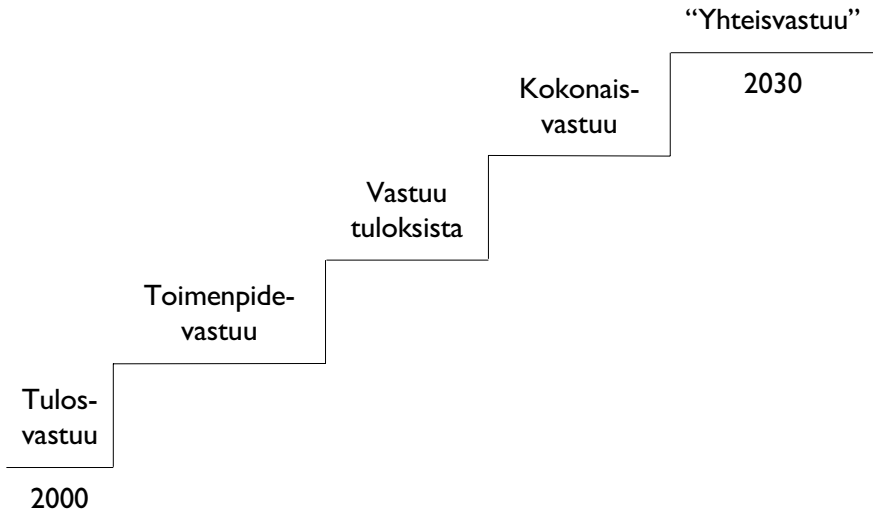 “Yhteisvastuu”
2030
Kokonais-
vastuu
Vastuu
tuloksista
Toimenpide-
vastuu
Tulos-
vastuu
2000